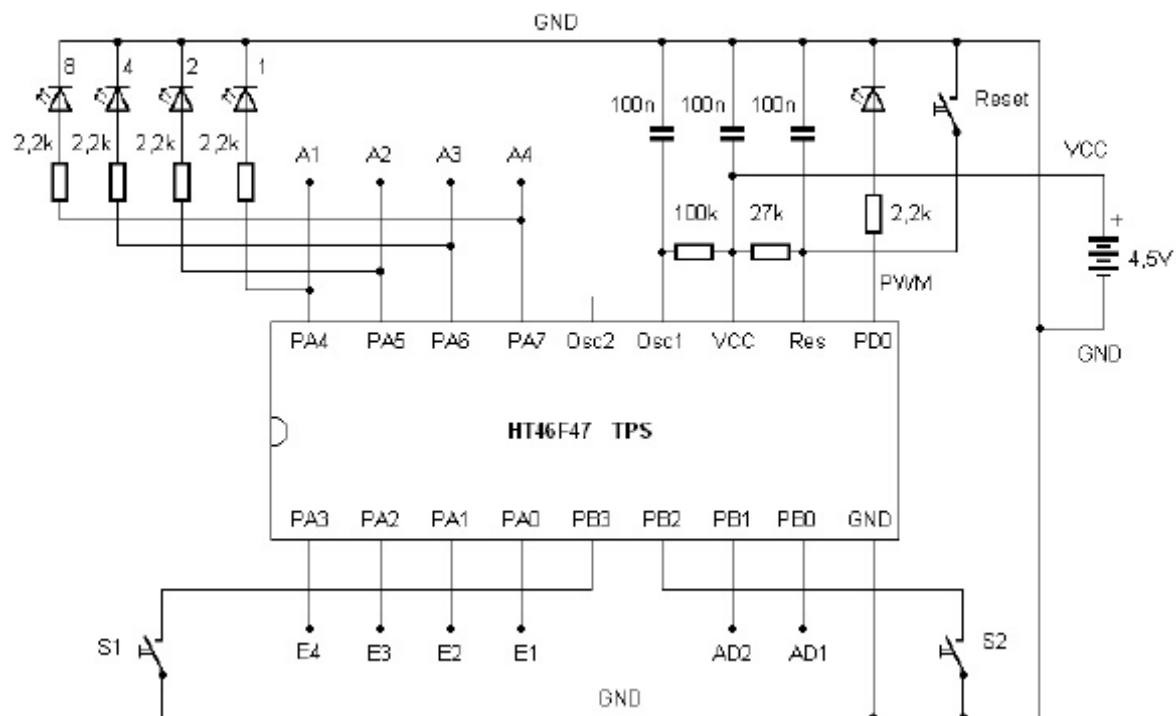 GND
8 4 2 1
100n 100n 100n Reset
2,2k 2,2k 2,2k 2,2k
A1 A2 A3 A4 VCC
100k 27k 2,2k +
4,5V
PWM
PA4 PA5 PA6 PA7 Osc2 Osc1 VCC Res PD0
GND
HT46F47 TPS
PA3 PA2 PA1 PA0 PB3 PB2 PB1 PB0 GND
S1 E4 E3 E2 E1 AD2 AD1 S2
GND